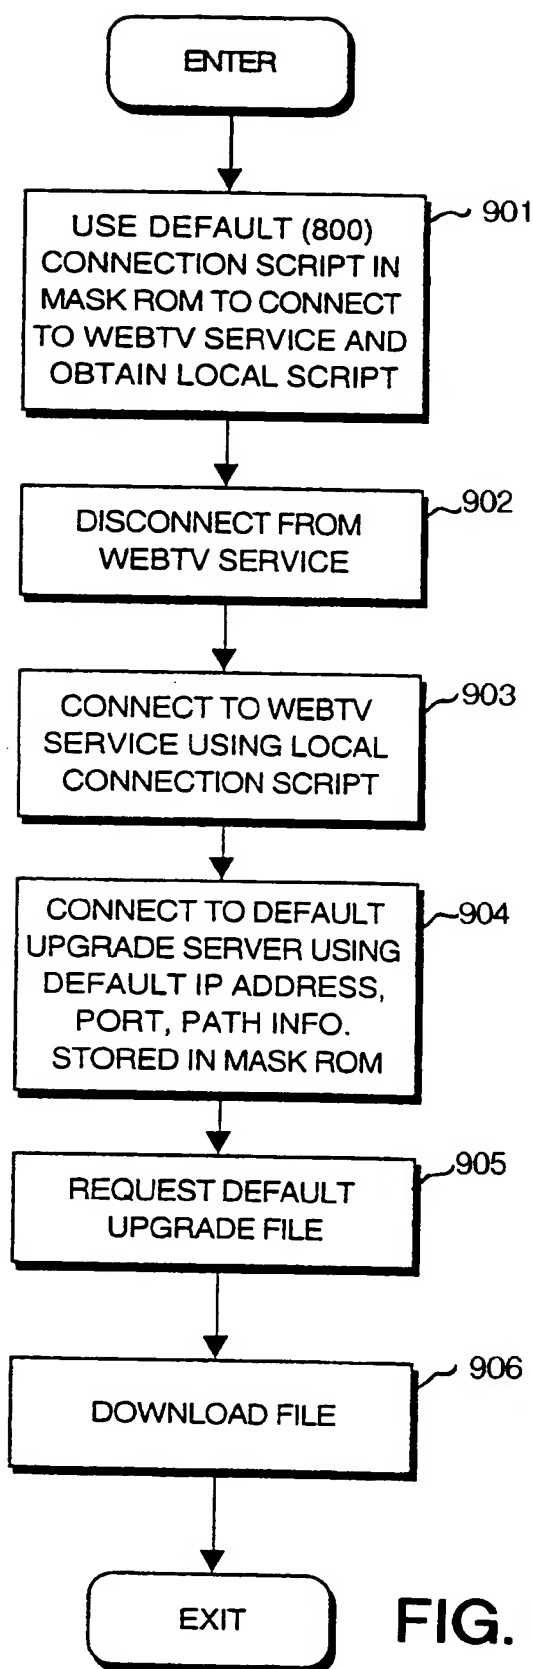 ENTER
USE DEFAULT (800)
CONNECTION SCRIPT IN
MASK ROM TO CONNECT
TO WEBTV SERVICE AND
OBTAIN LOCAL SCRIPT
901
DISCONNECT FROM
WEBTV SERVICE
902
CONNECT TO WEBTV
SERVICE USING LOCAL
CONNECTION SCRIPT
903
CONNECT TO DEFAULT
UPGRADE SERVER USING
DEFAULT IP ADDRESS,
PORT, PATH INFO.
STORED IN MASK ROM
904
REQUEST DEFAULT
UPGRADE FILE
905
DOWNLOAD FILE
906
EXIT
FIG.